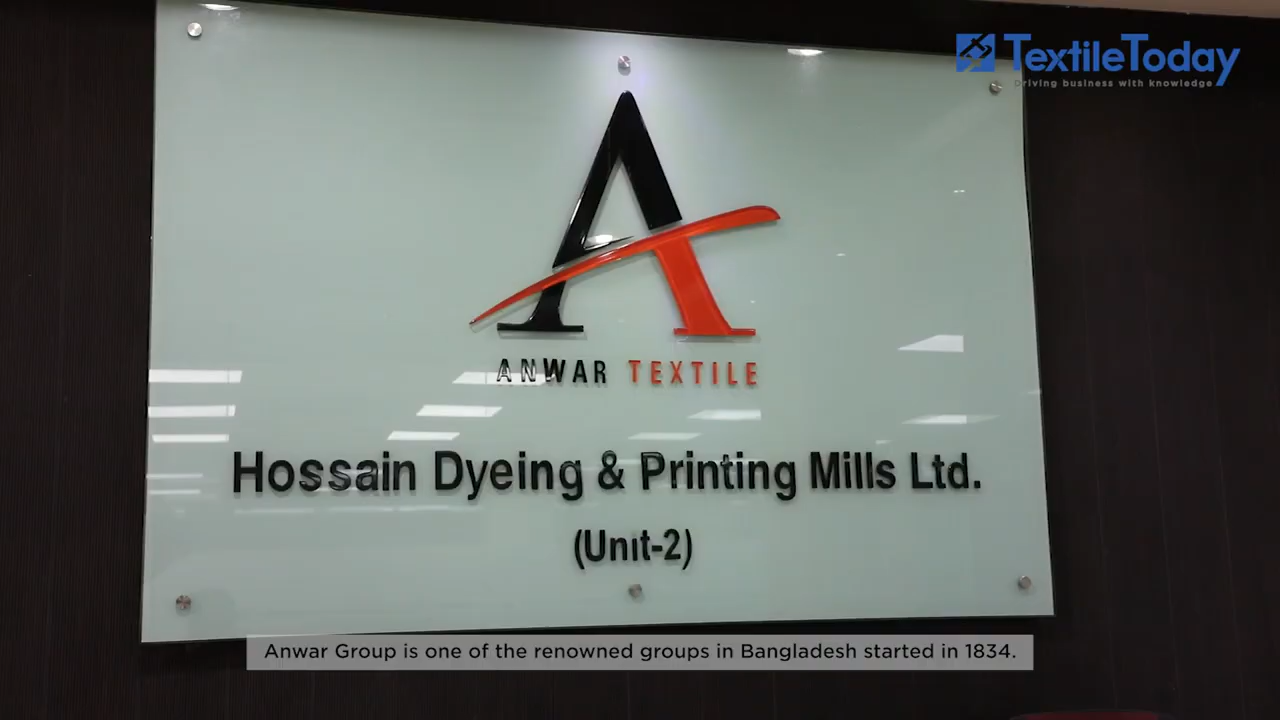 TextileToday
Driving business with knowledge
A
ANWAR TEXTILE
Hossain Dyeing & Printing Mills Ltd.
(Unit-2)
Anwar Group is one of the renowned groups in Bangladesh started in 1834.